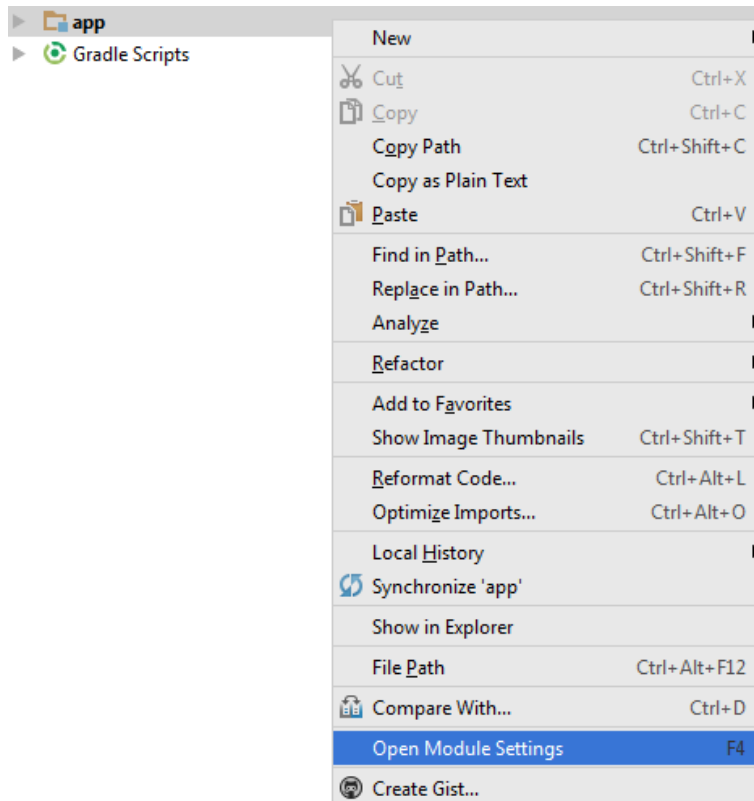 app
Gradle Scripts
New
Cut Ctrl+X
Copy Ctrl+C
Copy Path Ctrl+Shift+C
Copy as Plain Text
Paste Ctrl+V
Find in Path... Ctrl+Shift+F
Replace in Path... Ctrl+Shift+R
Analyze
Refactor
Add to Favorites
Show Image Thumbnails Ctrl+Shift+T
Reformat Code... Ctrl+Alt+L
Optimize Imports... Ctrl+Alt+O
Local History
Synchronize 'app'
Show in Explorer
File Path Ctrl+Alt+F12
Compare With... Ctrl+D
Open Module Settings F4
Create Gist...